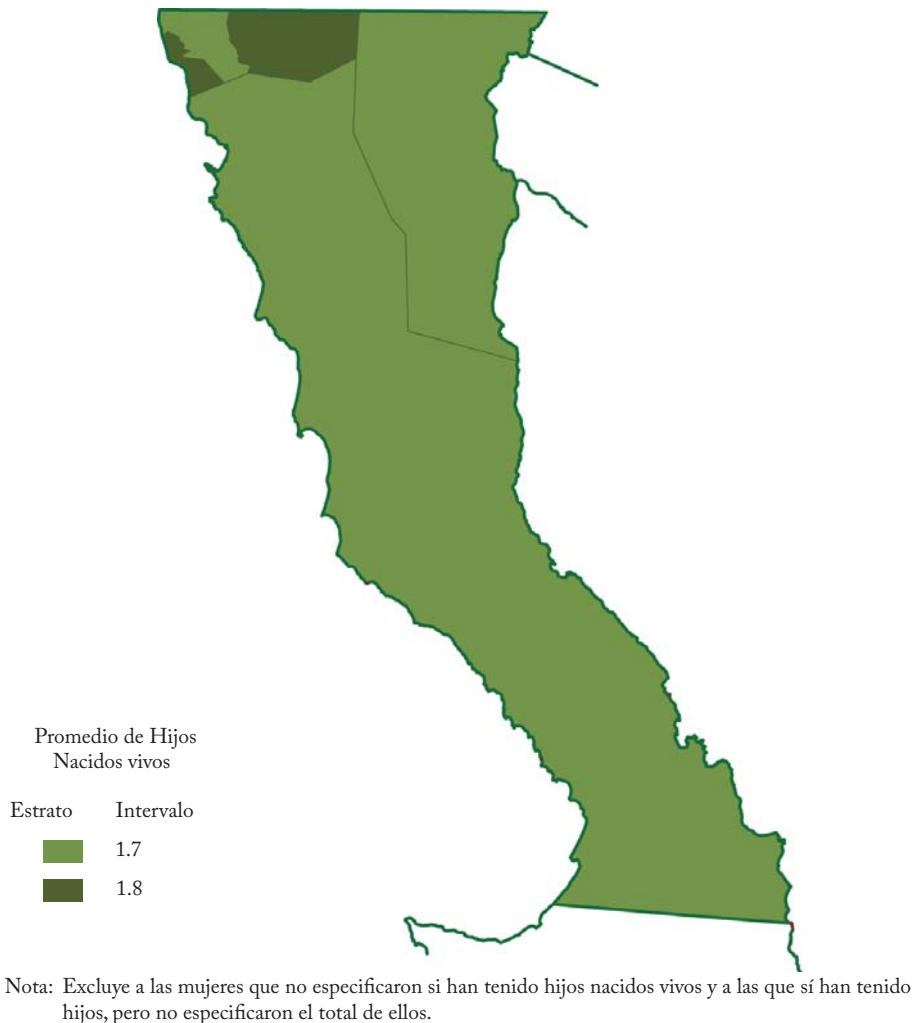 Promedio de Hijos
Nacidos vivos
Estrato Intervalo
1.7
1.8
Nota: Excluye a las mujeres que no especificaron si han tenido hijos nacidos vivos y a las que sí han tenido
hijos, pero no especificaron el total de ellos.